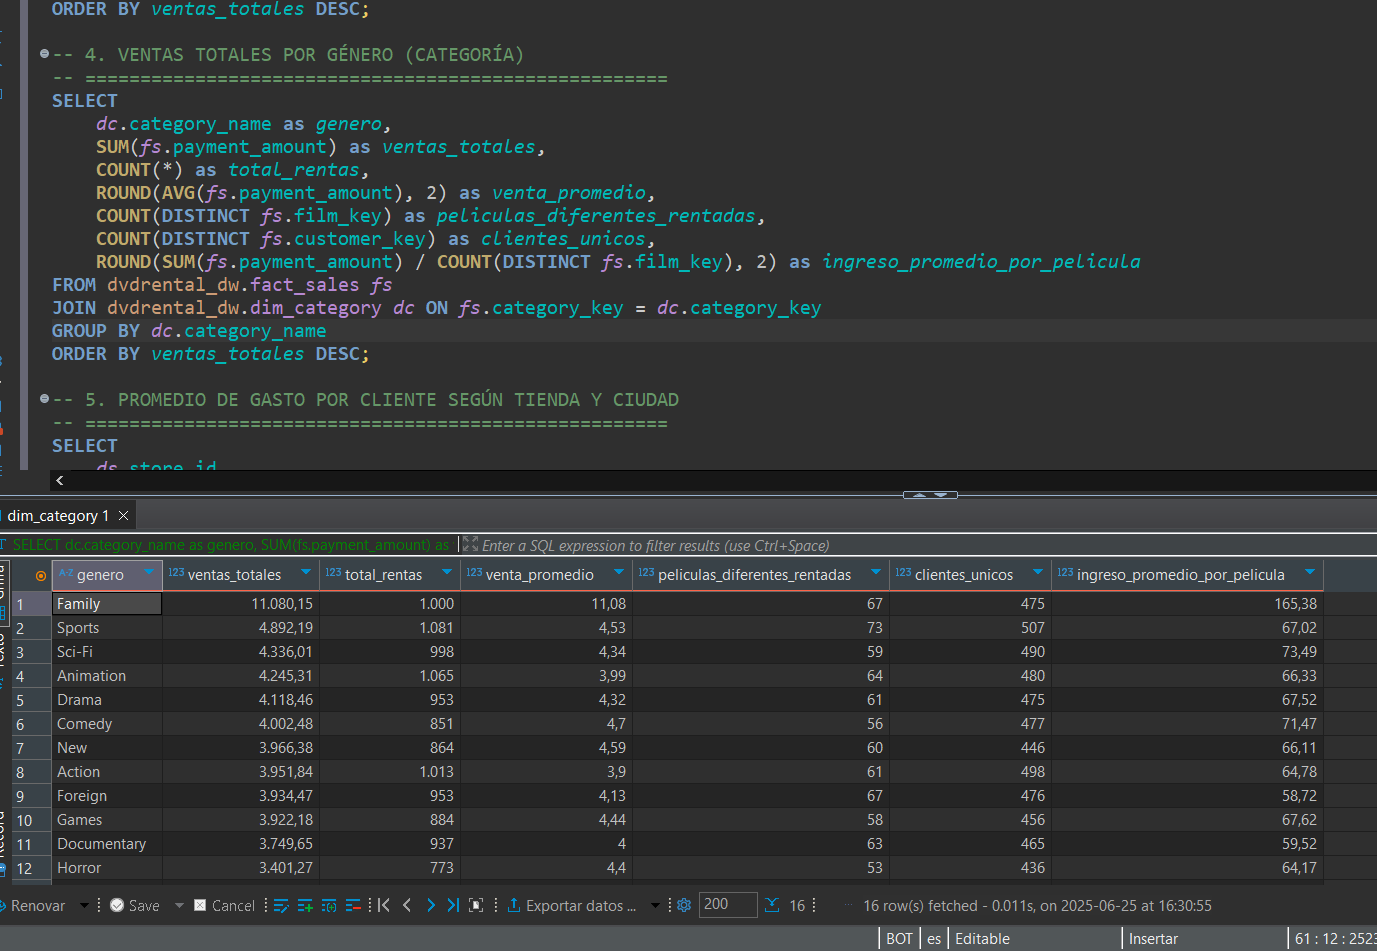 ORDER BY ventas_totales DESC;
-- 4. VENTAS TOTALES POR GÉNERO (CATEGORÍA)
-- =====================================================
SELECT
dc.category_name as genero,
SUM(fs.payment_amount) as ventas_totales,
COUNT(*) as total_rentas,
ROUND(AVG(fs.payment_amount), 2) as venta_promedio,
COUNT(DISTINCT fs.film_key) as peliculas_diferentes_rentadas,
COUNT(DISTINCT fs.customer_key) as clientes_unicos,
ROUND(SUM(fs.payment_amount) / COUNT(DISTINCT fs.film_key), 2) as ingreso_promedio_por_pelicula
FROM dvdrental_dw.fact_sales fs
JOIN dvdrental_dw.dim_category dc ON fs.category_key = dc.category_key
GROUP BY dc.category_name
ORDER BY ventas_totales DESC;
-- 5. PROMEDIO DE GASTO POR CLIENTE SEGÚN TIENDA Y CIUDAD
-- =====================================================
SELECT
ds.store_id
dim_category 1
SELECT dc.category_name as genero, SUM(fs.payment_amount) as Enter a SQL expression to filter results (use Ctrl+Space)
A-Z genero 123 ventas_totales 123 total_rentas 123 venta_promedio 123 peliculas_diferentes_rentadas 123 clientes_unicos 123 ingreso_promedio_por_pelicula
1 Family 11.080,15 1.000 11,08 67 475 165,38
2 Sports 4.892,19 1.081 4,53 73 507 67,02
3 Sci-Fi 4.336,01 998 4,34 59 490 73,49
4 Animation 4.245,31 1.065 3,99 64 480 66,33
5 Drama 4.118,46 953 4,32 61 475 67,52
6 Comedy 4.002,48 851 4,7 56 477 71,47
7 New 3.966,38 864 4,59 60 446 66,11
8 Action 3.951,84 1.013 3,9 61 498 64,78
9 Foreign 3.934,47 953 4,13 67 476 58,72
10 Games 3.922,18 884 4,44 58 456 67,62
11 Documentary 3.749,65 937 4 63 465 59,52
12 Horror 3.401,27 773 4,4 53 436 64,17
Renovar Save Cancel Exportar datos ... 200 16 16 row(s) fetched - 0.011s, on 2025-06-25 at 16:30:55
BOT es Editable Insertar 61 : 12 : 2523